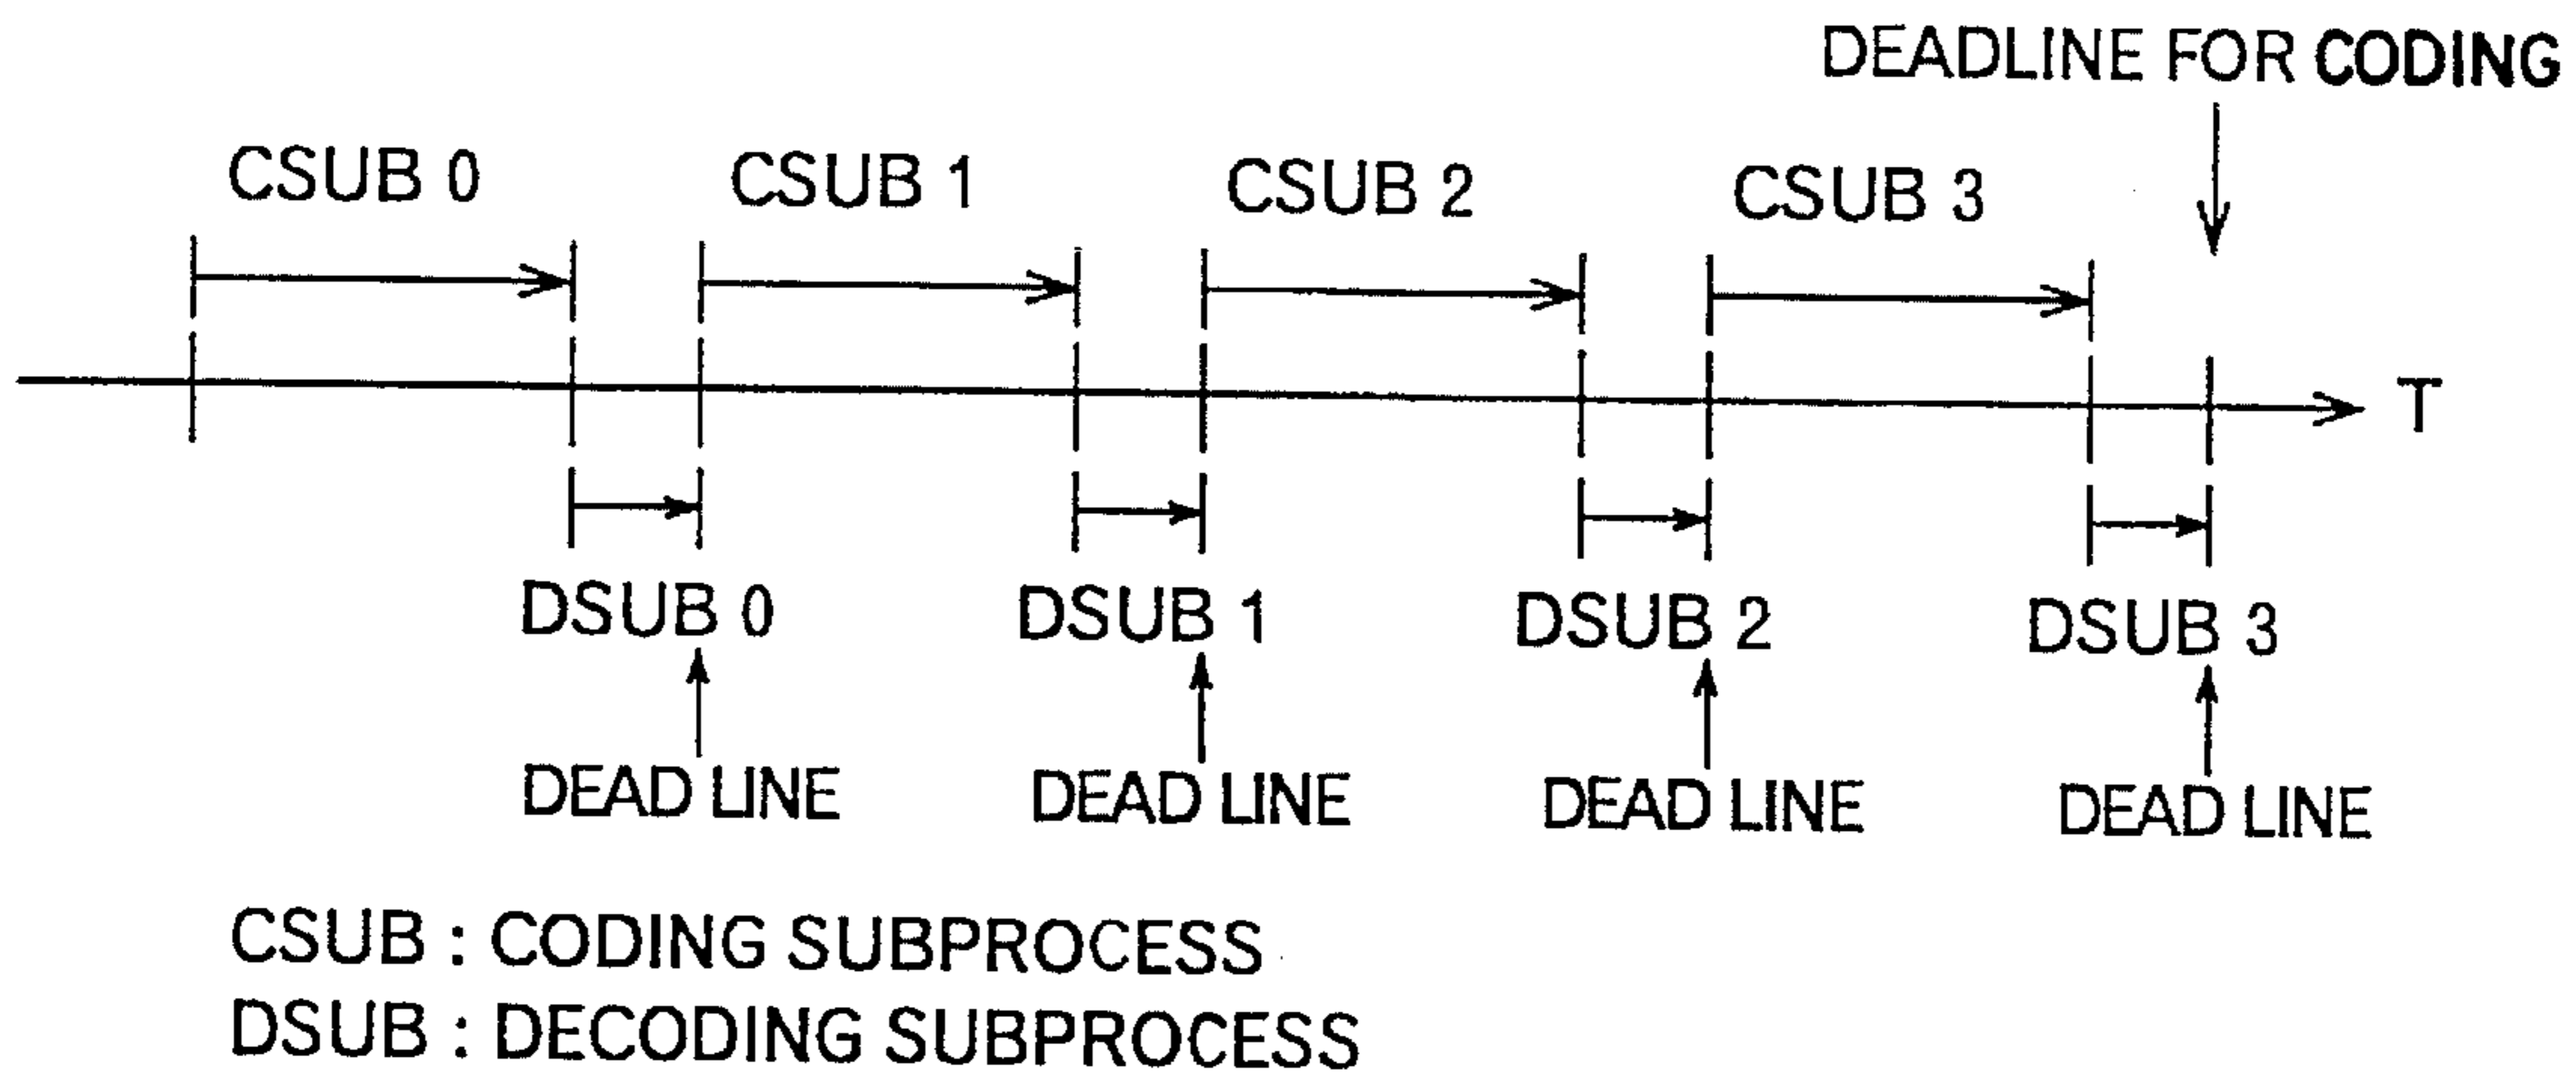 DEADLINE FOR CODING
CSUB 0 CSUB 1 CSUB 2 CSUB 3
T
DSUB 0 DSUB 1 DSUB 2 DSUB 3
DEAD LINE DEAD LINE DEAD LINE DEAD LINE
CSUB : CODING SUBPROCESS
DSUB : DECODING SUBPROCESS